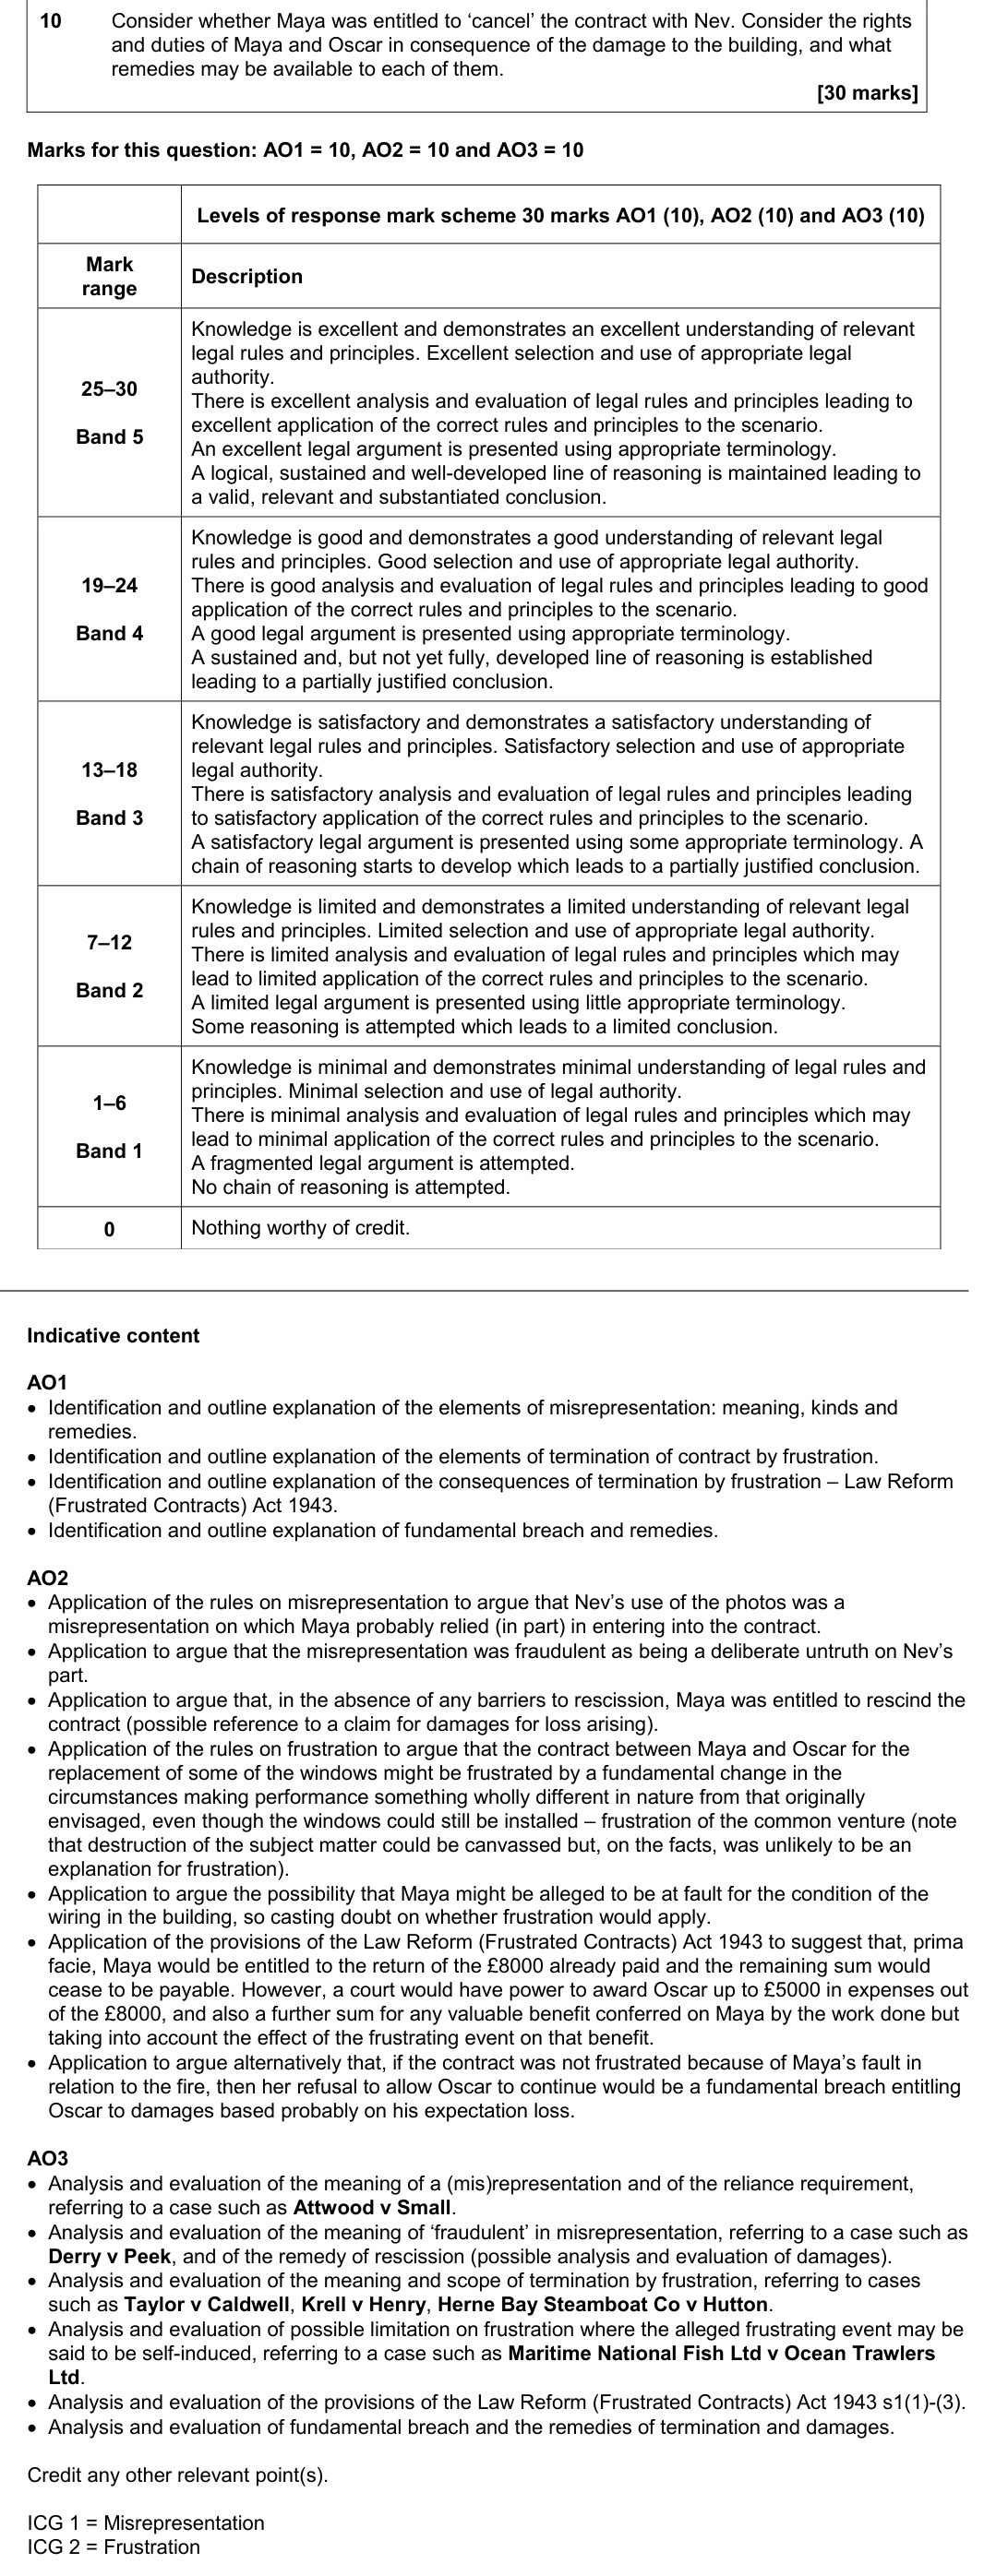 10 Consider whether Maya was entitled to ‘cancel’ the contract with Nev. Consider the rights
and duties of Maya and Oscar in consequence of the damage to the building, and what
remedies may be available to each of them.
[30 marks]
Marks for this question: AO1 = 10, AO2 = 10 and AO3 = 10
Levels of response mark scheme 30 marks AO1 (10), AO2 (10) and AO3 (10)
Mark
range
Description
25–30
Band 5
Knowledge is excellent and demonstrates an excellent understanding of relevant
legal rules and principles. Excellent selection and use of appropriate legal
authority.
There is excellent analysis and evaluation of legal rules and principles leading to
excellent application of the correct rules and principles to the scenario.
An excellent legal argument is presented using appropriate terminology.
A logical, sustained and well-developed line of reasoning is maintained leading to
a valid, relevant and substantiated conclusion.
19–24
Band 4
Knowledge is good and demonstrates a good understanding of relevant legal
rules and principles. Good selection and use of appropriate legal authority.
There is good analysis and evaluation of legal rules and principles leading to good
application of the correct rules and principles to the scenario.
A good legal argument is presented using appropriate terminology.
A sustained and, but not yet fully, developed line of reasoning is established
leading to a partially justified conclusion.
13–18
Band 3
Knowledge is satisfactory and demonstrates a satisfactory understanding of
relevant legal rules and principles. Satisfactory selection and use of appropriate
legal authority.
There is satisfactory analysis and evaluation of legal rules and principles leading
to satisfactory application of the correct rules and principles to the scenario.
A satisfactory legal argument is presented using some appropriate terminology. A
chain of reasoning starts to develop which leads to a partially justified conclusion.
7–12
Band 2
Knowledge is limited and demonstrates a limited understanding of relevant legal
rules and principles. Limited selection and use of appropriate legal authority.
There is limited analysis and evaluation of legal rules and principles which may
lead to limited application of the correct rules and principles to the scenario.
A limited legal argument is presented using little appropriate terminology.
Some reasoning is attempted which leads to a limited conclusion.
1–6
Band 1
Knowledge is minimal and demonstrates minimal understanding of legal rules and
principles. Minimal selection and use of legal authority.
There is minimal analysis and evaluation of legal rules and principles which may
lead to minimal application of the correct rules and principles to the scenario.
A fragmented legal argument is attempted.
No chain of reasoning is attempted.
0
Nothing worthy of credit.
Indicative content
AO1
• Identification and outline explanation of the elements of misrepresentation: meaning, kinds and
remedies.
• Identification and outline explanation of the elements of termination of contract by frustration.
• Identification and outline explanation of the consequences of termination by frustration – Law Reform
(Frustrated Contracts) Act 1943.
• Identification and outline explanation of fundamental breach and remedies.
AO2
• Application of the rules on misrepresentation to argue that Nev’s use of the photos was a
misrepresentation on which Maya probably relied (in part) in entering into the contract.
• Application to argue that the misrepresentation was fraudulent as being a deliberate untruth on Nev’s
part.
• Application to argue that, in the absence of any barriers to rescission, Maya was entitled to rescind the
contract (possible reference to a claim for damages for loss arising).
• Application of the rules on frustration to argue that the contract between Maya and Oscar for the
replacement of some of the windows might be frustrated by a fundamental change in the
circumstances making performance something wholly different in nature from that originally
envisaged, even though the windows could still be installed – frustration of the common venture (note
that destruction of the subject matter could be canvassed but, on the facts, was unlikely to be an
explanation for frustration).
• Application to argue the possibility that Maya might be alleged to be at fault for the condition of the
wiring in the building, so casting doubt on whether frustration would apply.
• Application of the provisions of the Law Reform (Frustrated Contracts) Act 1943 to suggest that, prima
facie, Maya would be entitled to the return of the £8000 already paid and the remaining sum would
cease to be payable. However, a court would have power to award Oscar up to £5000 in expenses out
of the £8000, and also a further sum for any valuable benefit conferred on Maya by the work done but
taking into account the effect of the frustrating event on that benefit.
• Application to argue alternatively that, if the contract was not frustrated because of Maya’s fault in
relation to the fire, then her refusal to allow Oscar to continue would be a fundamental breach entitling
Oscar to damages based probably on his expectation loss.
AO3
• Analysis and evaluation of the meaning of a (mis)representation and of the reliance requirement,
referring to a case such as Attwood v Small.
• Analysis and evaluation of the meaning of ‘fraudulent’ in misrepresentation, referring to a case such as
Derry v Peek, and of the remedy of rescission (possible analysis and evaluation of damages).
• Analysis and evaluation of the meaning and scope of termination by frustration, referring to cases
such as Taylor v Caldwell, Krell v Henry, Herne Bay Steamboat Co v Hutton.
• Analysis and evaluation of possible limitation on frustration where the alleged frustrating event may be
said to be self-induced, referring to a case such as Maritime National Fish Ltd v Ocean Trawlers
Ltd.
• Analysis and evaluation of the provisions of the Law Reform (Frustrated Contracts) Act 1943 s1(1)-(3).
• Analysis and evaluation of fundamental breach and the remedies of termination and damages.
Credit any other relevant point(s).
ICG 1 = Misrepresentation
ICG 2 = Frustration